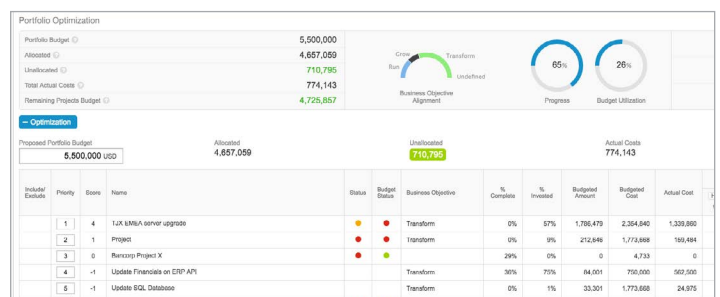 Portfolio Optimization
Portfolio Budget 5,500,000
Allocated 4,657,059
Unallocated 710,795
Total Actual Costs 774,143
Remaining Projects Budget 4,725,857
Run Grow Transform Undefined
Business Objective Alignment
65%
Progress
26%
Budget Utilization
– Optimization
Proposed Portfolio Budget Allocated Unallocated Actual Costs
5,500,000 USD 4,657,059 710,795 774,143
Include/Exclude Priority Score Name Status Budget Status Business Objective % Complete % Invested Budgeted Amount Budgeted Cost Actual Cost
1 4 TJX EMEA server upgrade Transform 0% 57% 1,786,479 2,354,840 1,339,860
2 1 Project Transform 0% 9% 212,646 1,773,668 159,484
3 0 Bancorp Project X 29% 0% 0 4,733 0
4 -1 Update Financials on ERP API Transform 36% 75% 84,001 750,000 562,500
5 -1 Update SQL Database Transform 0% 1% 33,301 1,773,668 24,975